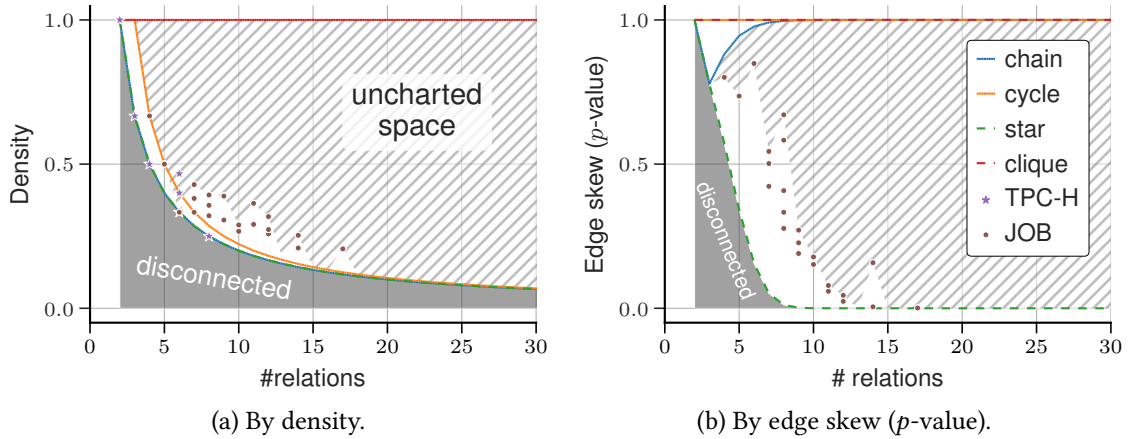 1.0
0.5
0.0
Density
uncharted
space
disconnected
0 5 10 15 20 25 30
#relations
(a) By density.
1.0
0.5
0.0
Edge skew (p-value)
disconnected
chain
cycle
star
clique
TPC-H
JOB
0 5 10 15 20 25 30
# relations
(b) By edge skew (p-value).